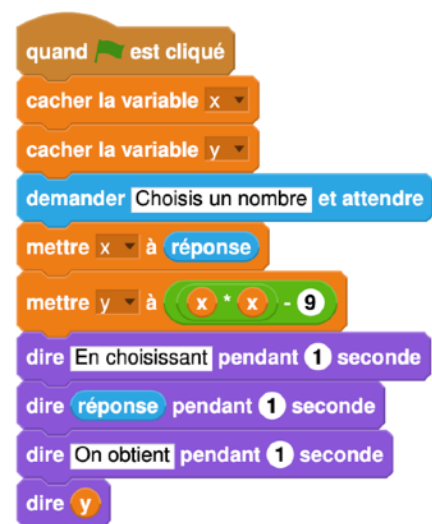 quand est cliqué
cacher la variable x
cacher la variable y
demander Choisis un nombre et attendre
mettre x à réponse
mettre y à x * x - 9
dire En choisissant pendant 1 seconde
dire réponse pendant 1 seconde
dire On obtient pendant 1 seconde
dire y